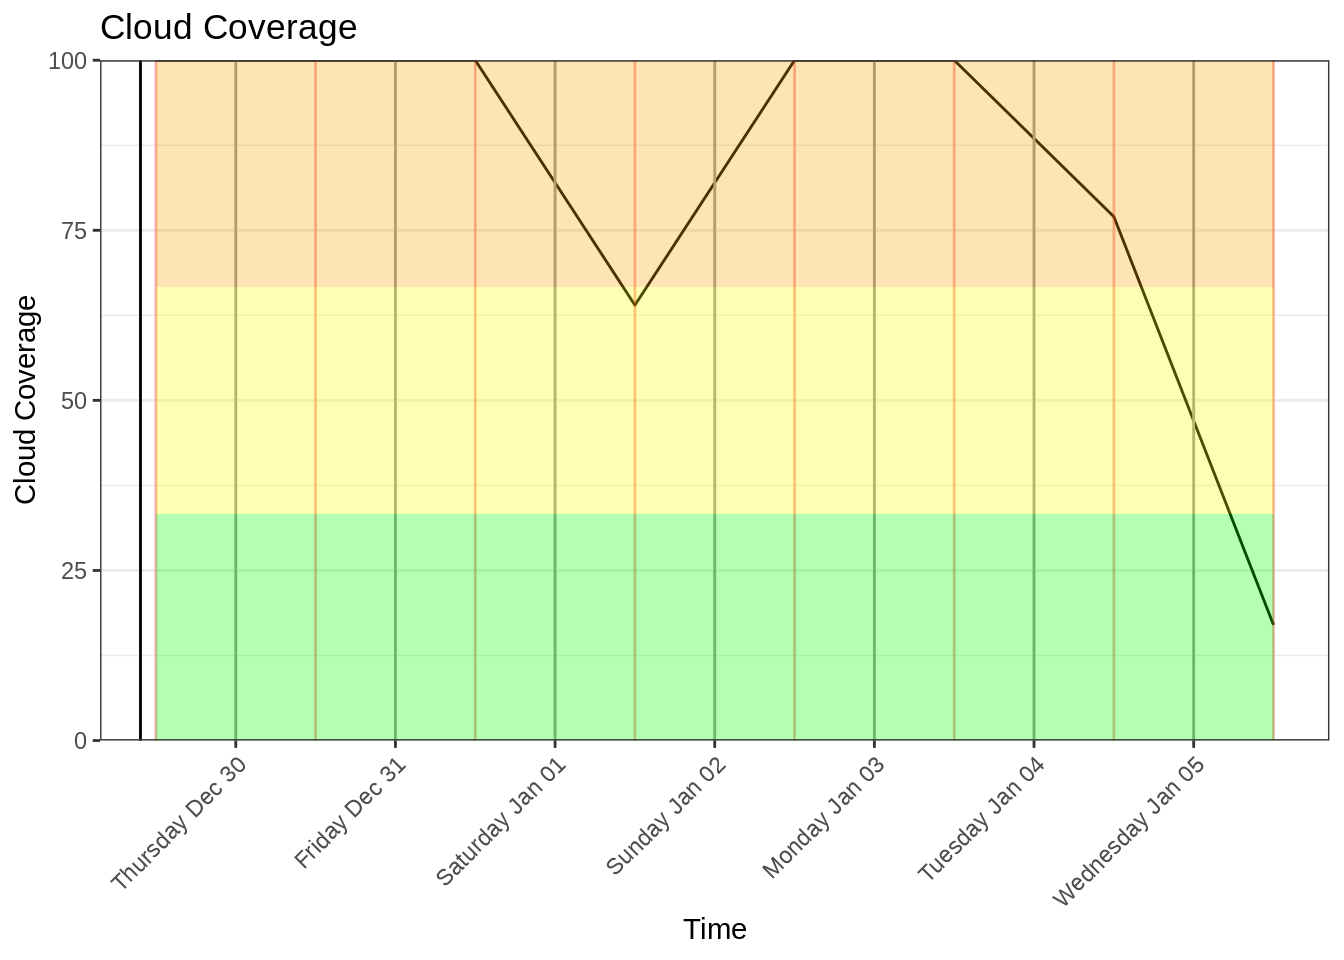 Cloud Coverage
100
75
50
25
0
Cloud Coverage
Thursday Dec 30
Friday Dec 31
Saturday Jan 01
Sunday Jan 02
Monday Jan 03
Tuesday Jan 04
Wednesday Jan 05
Time